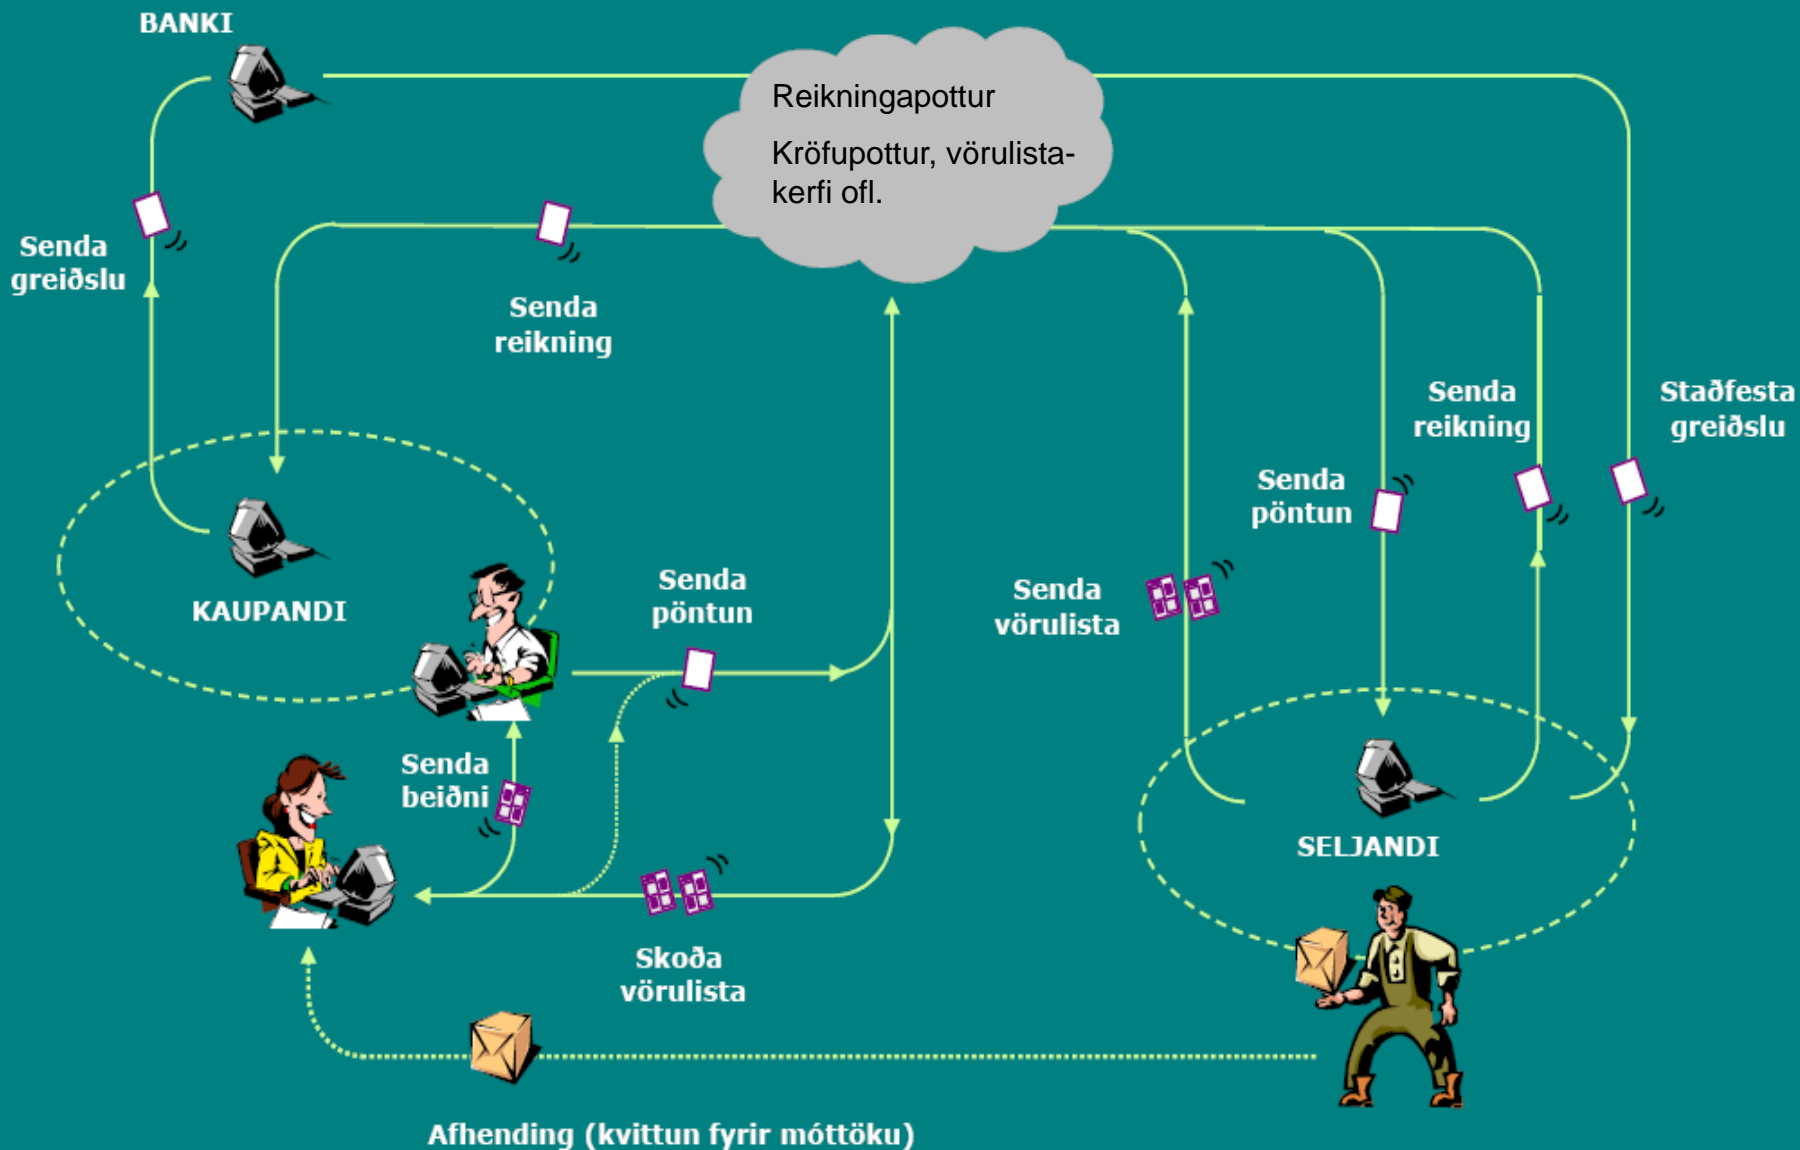 BANKI
Reikningapottur
Kröfupottur, vörulista-
kerfi ofl.
Senda
greiðslu
Senda
reikning
Senda
reikning
Staðfesta
greiðslu
Senda
pöntun
KAUPANDI
Senda
pöntun
Senda
vörulista
Senda
beiðni
SELJANDI
Skoða
vörulista
Afhending (kvittun fyrir móttöku)